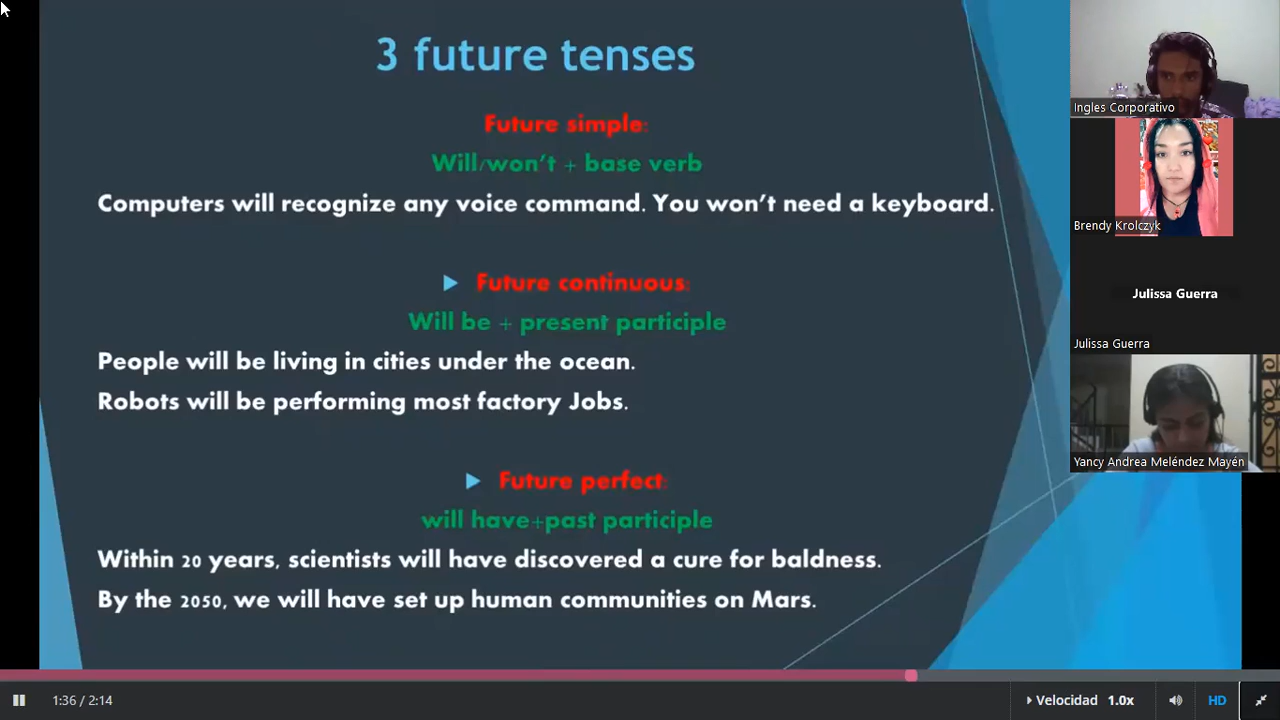 3 future tenses
Future simple:
Will/won't + base verb
Computers will recognize any voice command. You won't need a keyboard.
Future continuous:
Will be + present participle
People will be living in cities under the ocean.
Robots will be performing most factory Jobs.
Future perfect:
will have+past participle
Within 20 years, scientists will have discovered a cure for baldness.
By the 2050, we will have set up human communities on Mars.
Ingles Corporativo
Brendy Krolczyk
Julissa Guerra
Julissa Guerra
Yancy Andrea Meléndez Mayén
1:36 / 2:14
Velocidad 1.0x
HD